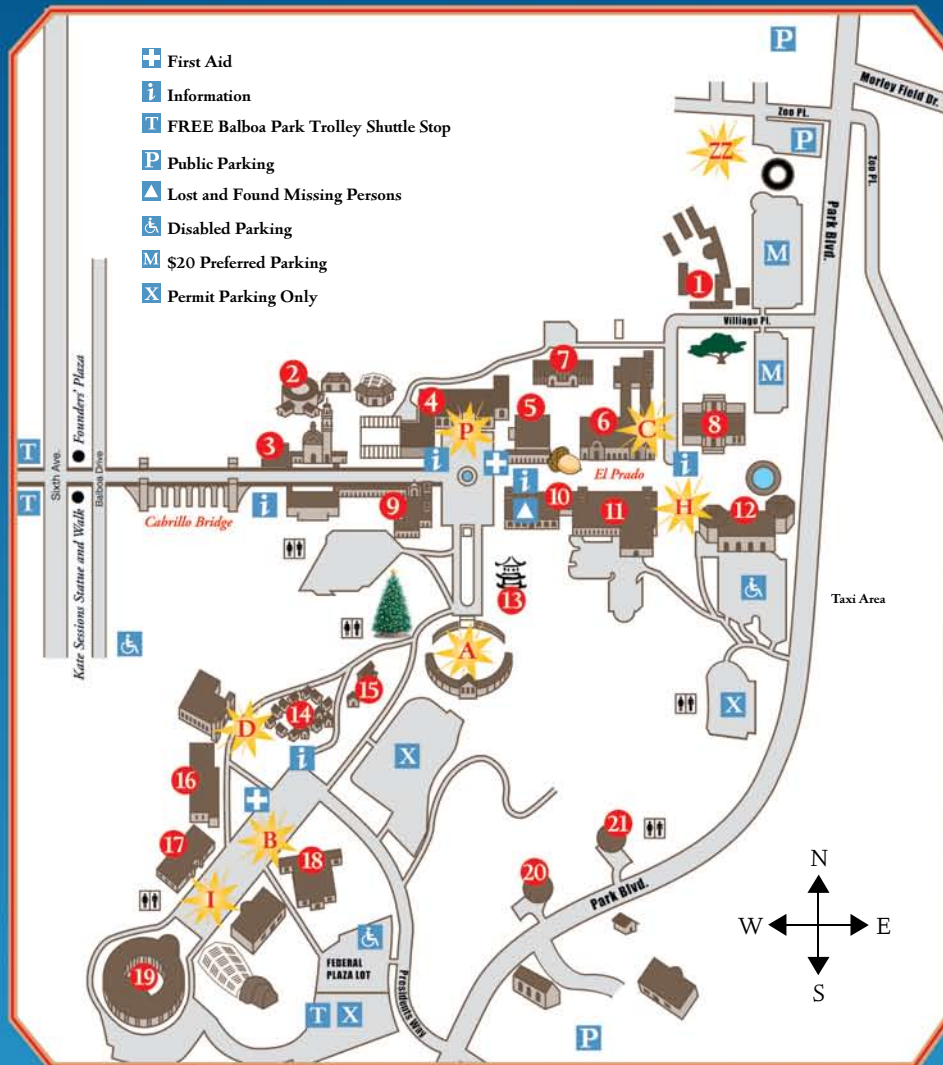 First Aid
i Information
T FREE Balboa Park Trolley Shuttle Stop
P Public Parking
Lost and Found Missing Persons
Disabled Parking
M $20 Preferred Parking
X Permit Parking Only
P
Morley Field Dr.
Zoo Pl.
P
ZZ
Zoo Pl.
Park Blvd.
M
1
Villiage Pl.
M
2
7
4
5
6
C
8
3
P
i
i
El Prado
Founders' Plaza
Sixth Ave.
Balboa Drive
T
T
Kate Sessions Statue and Walk
Cabrillo Bridge
i
9
i
10
11
H
12
13
Taxi Area
A
15
14
D
i
X
X
16
B
17
18
I
21
20
Park Blvd.
N
W E
S
19
FEDERAL
PLAZA LOT
Presidents Way
T X
P